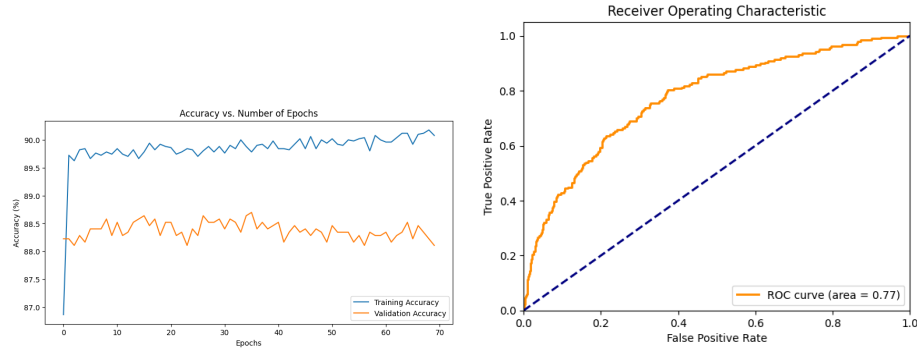 Accuracy vs. Number of Epochs
Accuracy (%)
90.0
89.5
89.0
88.5
88.0
87.5
87.0
0 10 20 30 40 50 60 70
Epochs
Training Accuracy
Validation Accuracy
Receiver Operating Characteristic
True Positive Rate
1.0
0.8
0.6
0.4
0.2
0.0
0.0 0.2 0.4 0.6 0.8 1.0
False Positive Rate
ROC curve (area = 0.77)